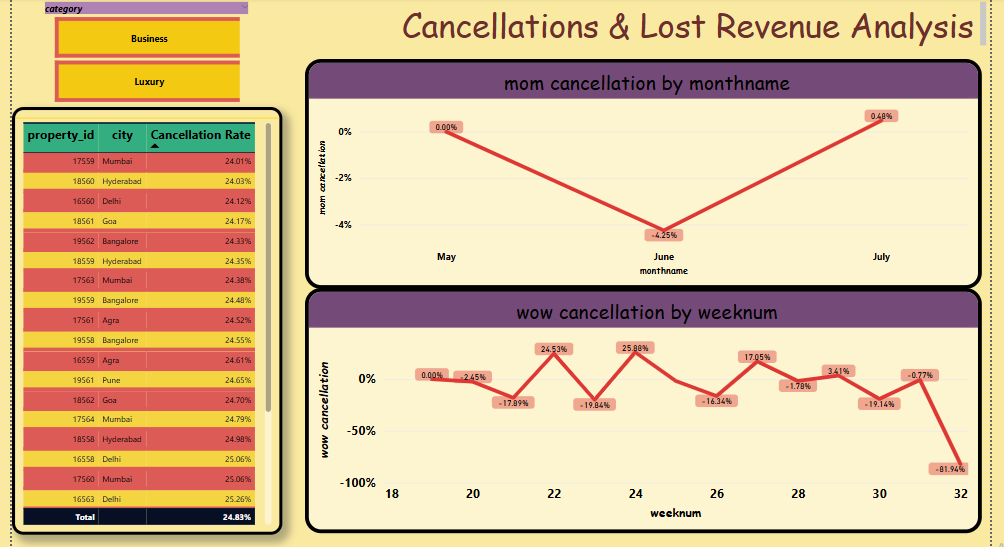 category
Business
Luxury
Cancellations & Lost Revenue Analysis
property_id city Cancellation Rate
17559 Mumbai 24.01%
18560 Hyderabad 24.03%
16560 Delhi 24.12%
18561 Goa 24.17%
19562 Bangalore 24.33%
18559 Hyderabad 24.35%
17563 Mumbai 24.38%
19559 Bangalore 24.48%
17561 Agra 24.52%
19558 Bangalore 24.55%
16559 Agra 24.61%
19561 Pune 24.65%
18562 Goa 24.70%
17564 Mumbai 24.79%
18558 Hyderabad 24.98%
16558 Delhi 25.06%
17560 Mumbai 25.06%
16563 Delhi 25.26%
Total 24.83%
mom cancellation by monthname
mom cancellation
0%
-2%
-4%
0.00%
-4.25%
0.48%
May June July
monthname
wow cancellation by weeknum
wow cancellation
0%
-50%
-100%
0.00%
-2.45%
-17.89%
24.53%
-19.84%
25.88%
-16.34%
17.05%
-1.78%
3.41%
-19.14%
-0.77%
-81.94%
18 20 22 24 26 28 30 32
weeknum